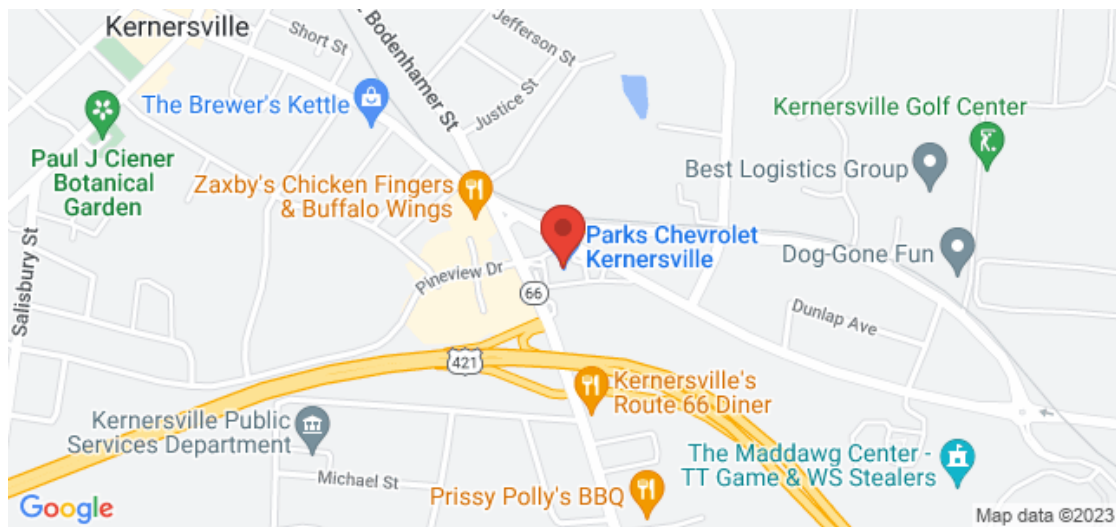 Kernersville
Short St
Bodenhamer St
Jefferson St
Justice St
The Brewer's Kettle
Paul J Ciener
Botanical
Garden
Kernersville Golf Center
Best Logistics Group
Zaxby's Chicken Fingers
& Buffalo Wings
Parks Chevrolet
Kernersville
Dog-Gone Fun
Salisbury St
Pineview Dr
66
Dunlap Ave
421
Kernersville's
Route 66 Diner
Kernersville Public
Services Department
Michael St
The Maddawg Center -
TT Game & WS Stealers
Prissy Polly's BBQ
Google
Map data ©2023